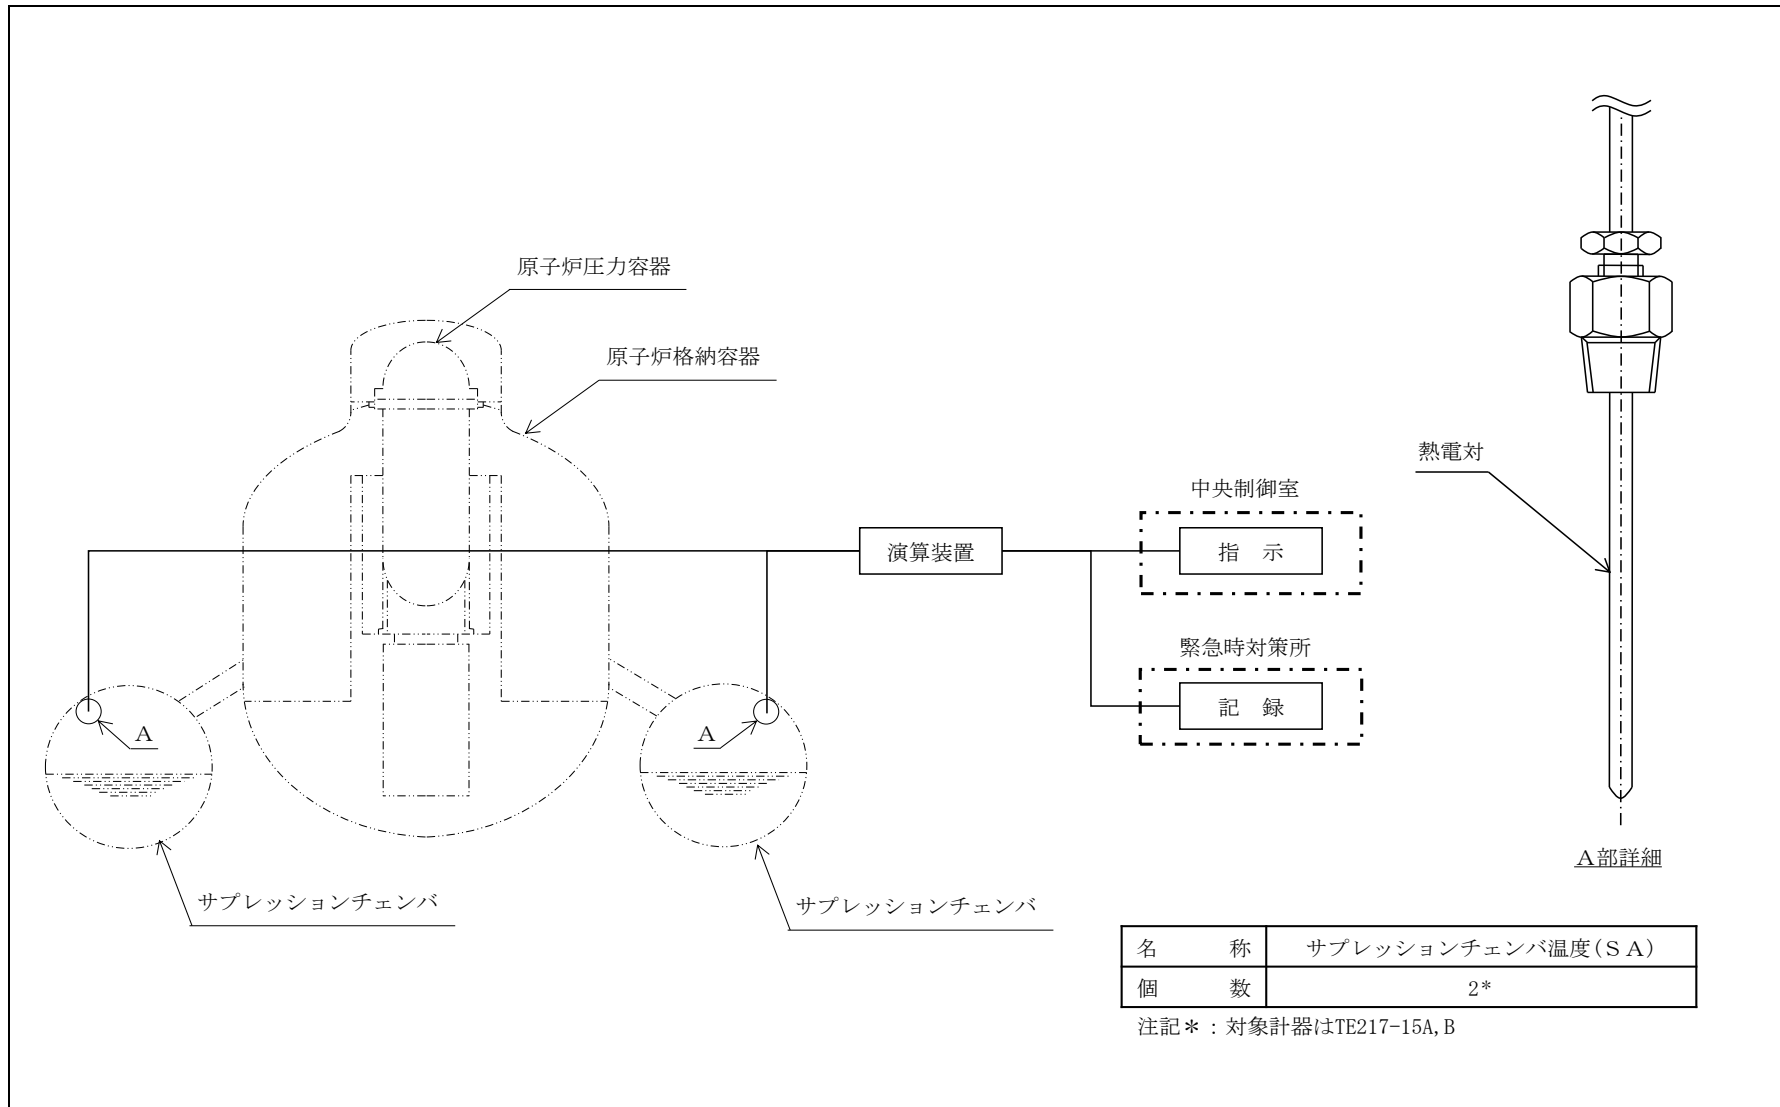 原子炉圧力容器
原子炉格納容器
熱電対
中央制御室
演算装置
指　示
緊急時対策所
記　録
A
A
A部詳細
サプレッションチェンバ
サプレッションチェンバ
名　　称　サプレッションチェンバ温度(SA)
個　　数　2*
注記＊：対象計器はTE217-15A,B